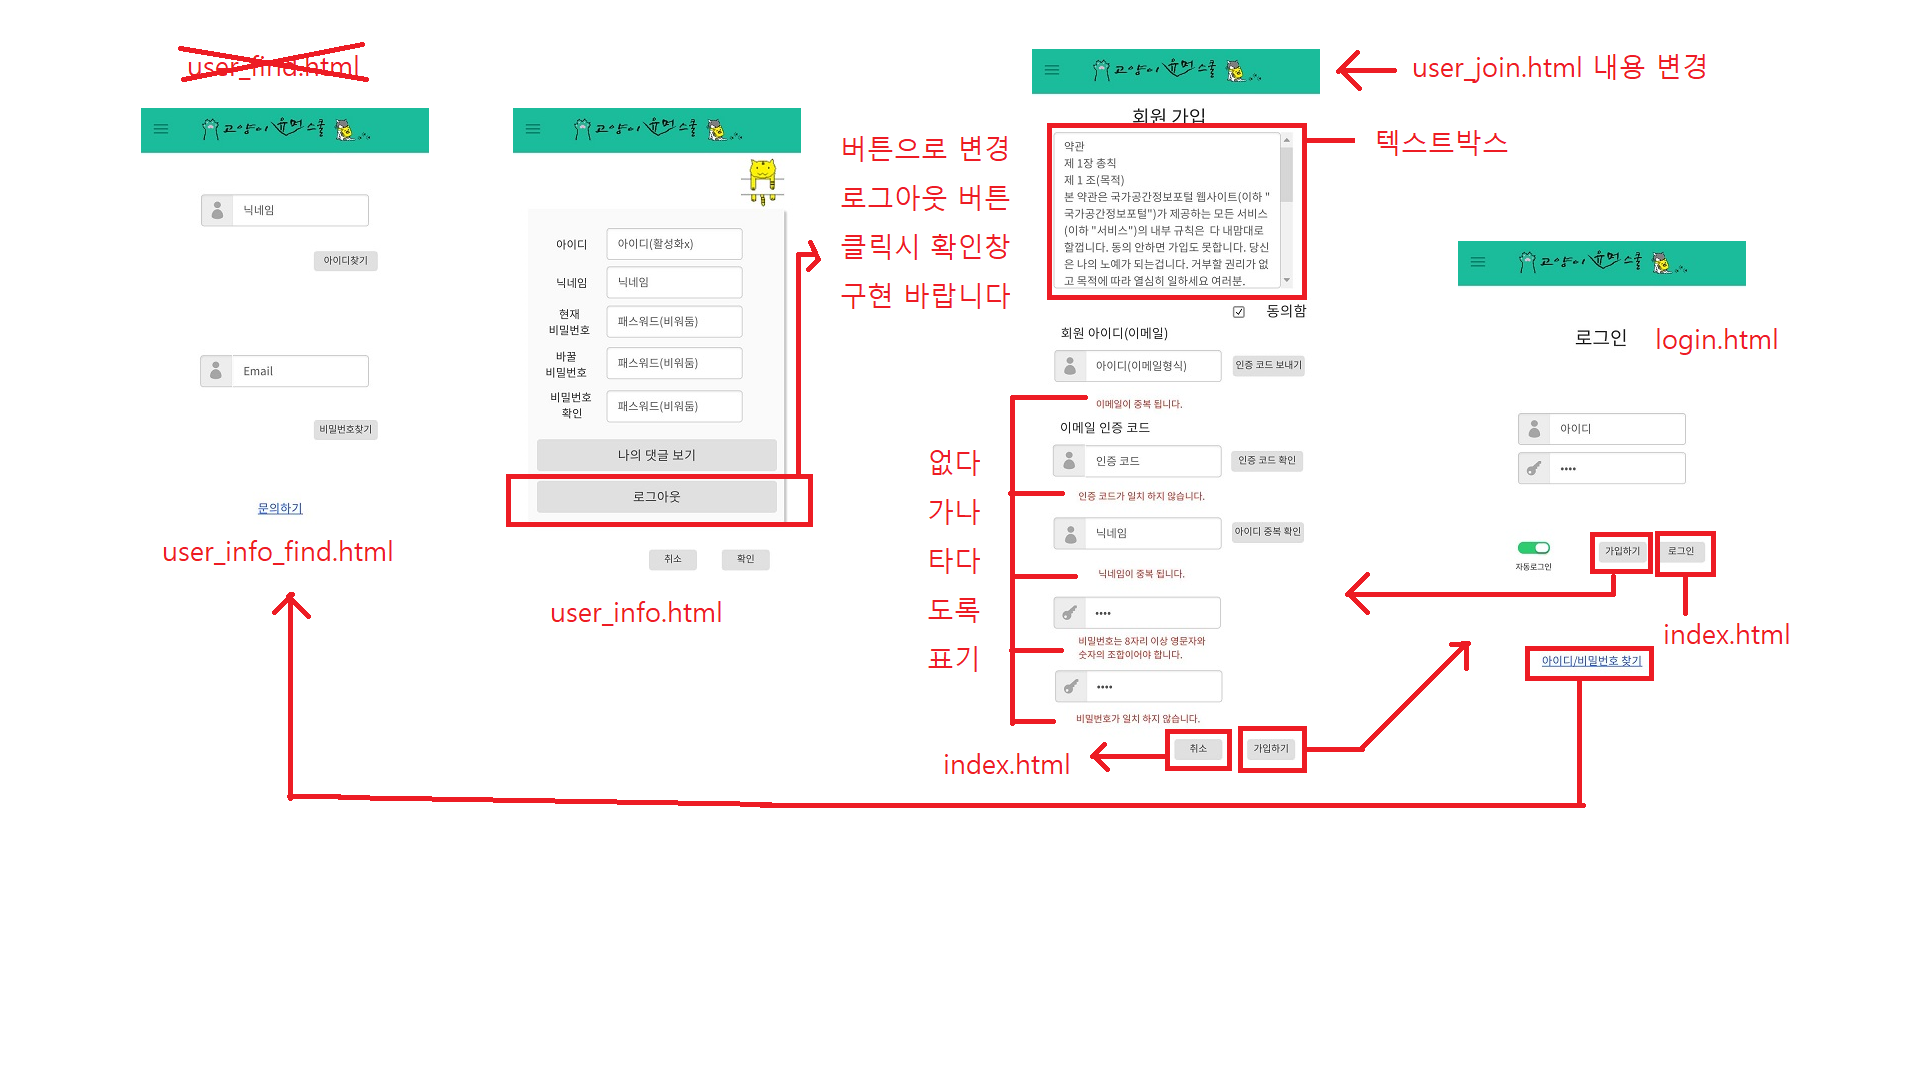 user_find.html
고양이 유머 스쿨
닉네임
아이디찾기
Email
비밀번호찾기
문의하기
user_info_find.html
고양이 유머 스쿨
아이디
아이디(활성화x)
닉네임
닉네임
현재
비밀번호
패스워드(비워둠)
바꿀
비밀번호
패스워드(비워둠)
비밀번호
확인
패스워드(비워둠)
나의 댓글 보기
로그아웃
취소
확인
user_info.html
버튼으로 변경
로그아웃 버튼
클릭시 확인창
구현 바랍니다
고양이 유머 스쿨
user_join.html 내용 변경
회원 가입
텍스트박스
약관
제 1장 총칙
제 1 조(목적)
본 약관은 국가공간정보포털 웹사이트(이하 "
국가공간정보포털")가 제공하는 모든 서비스
(이하 "서비스")의 내부 규칙은 다 내맘대로
할껍니다. 동의 안하면 가입도 못합니다. 당신
은 나의 노예가 되는겁니다. 거부할 권리가 없
고 목적에 따라 열심히 일하세요 여러분.
동의함
회원 아이디(이메일)
아이디(이메일형식)
인증 코드 보내기
이메일이 중복 됩니다.
이메일 인증 코드
인증 코드
인증 코드 확인
인증 코드가 일치 하지 않습니다.
닉네임
아이디 중복 확인
닉네임이 중복 됩니다.
••••
비밀번호는 8자리 이상 영문자와
숫자의 조합이어야 합니다.
••••
비밀번호가 일치 하지 않습니다.
취소
가입하기
index.html
없다
가나
타다
도록
표기
고양이 유머 스쿨
로그인
login.html
아이디
••••
자동로그인
가입하기
로그인
index.html
아이디/비밀번호 찾기